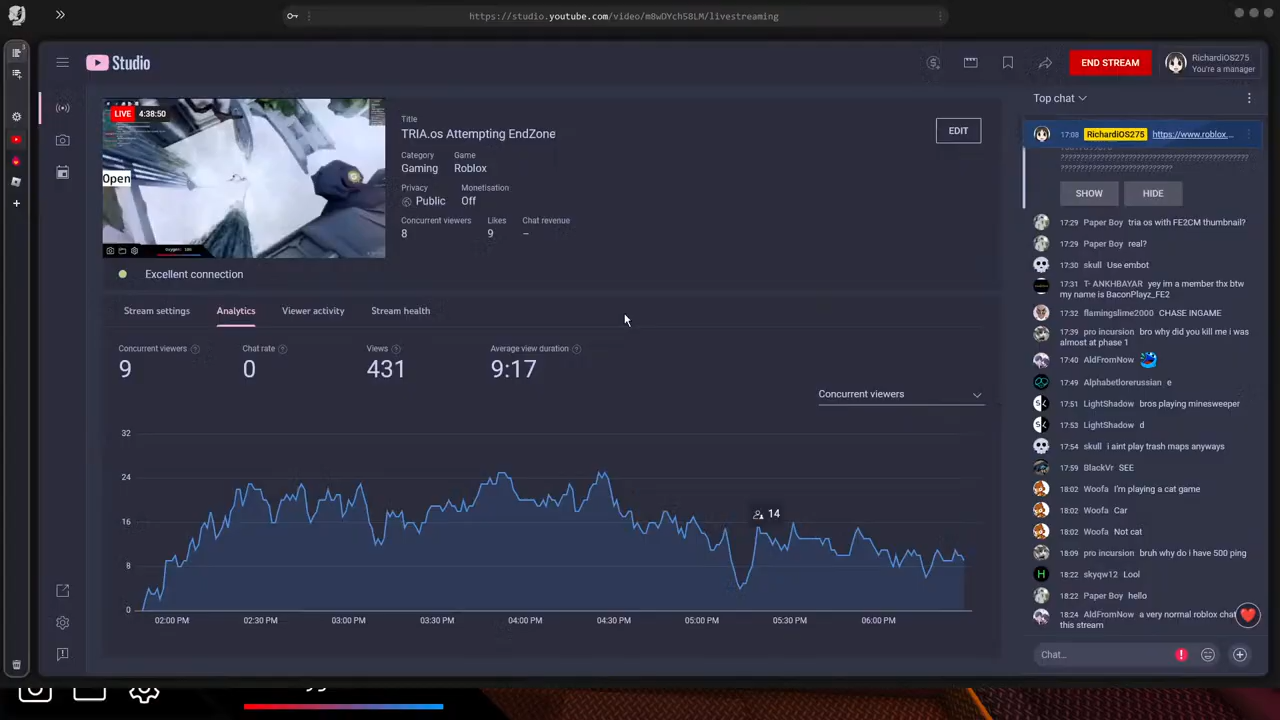 https://studio.youtube.com/video/m8wOYch58LM/livestreaming
Studio
END STREAM
RichardiOS275
You're a manager
LIVE 4:38:50
Open
Title
TRIA.os Attempting EndZone
EDIT
Category Game
Gaming Roblox
Privacy Monetisation
Public Off
Concurrent viewers Likes Chat revenue
8 9 –
Excellent connection
Stream settings Analytics Viewer activity Stream health
Concurrent viewers Chat rate Views Average view duration
9 0 431 9:17
Concurrent viewers
32
24
16
8
0
14
02:00 PM 02:30 PM 03:00 PM 03:30 PM 04:00 PM 04:30 PM 05:00 PM 05:30 PM 06:00 PM
Top chat
17:08 RichardiOS275 https://www.roblox....
????????????????????????????????????
????????????????????????????
SHOW HIDE
17:29 Paper Boy tria os with FE2CM thumbnail?
17:29 Paper Boy real?
17:30 skull Use embot
17:31 T- ANKHBAYAR yey im a member thx btw
my name is BaconPlayz_FE2
17:32 flamingslime2000 CHASE INGAME
17:39 pro incursion bro why did you kill me i was
almost at phase 1
17:40 AldFromNow
17:49 Alphabetlorerussian e
17:51 LightShadow bros playing minesweeper
17:53 LightShadow d
17:54 skull i aint play trash maps anyways
17:59 BlackVr SEE
18:02 Woofa I'm playing a cat game
18:02 Woofa Car
18:02 Woofa Not cat
18:09 pro incursion bruh why do i have 500 ping
18:22 skyqw12 Lool
18:22 Paper Boy hello
18:24 AldFromNow a very normal roblox chat
this stream
Chat...